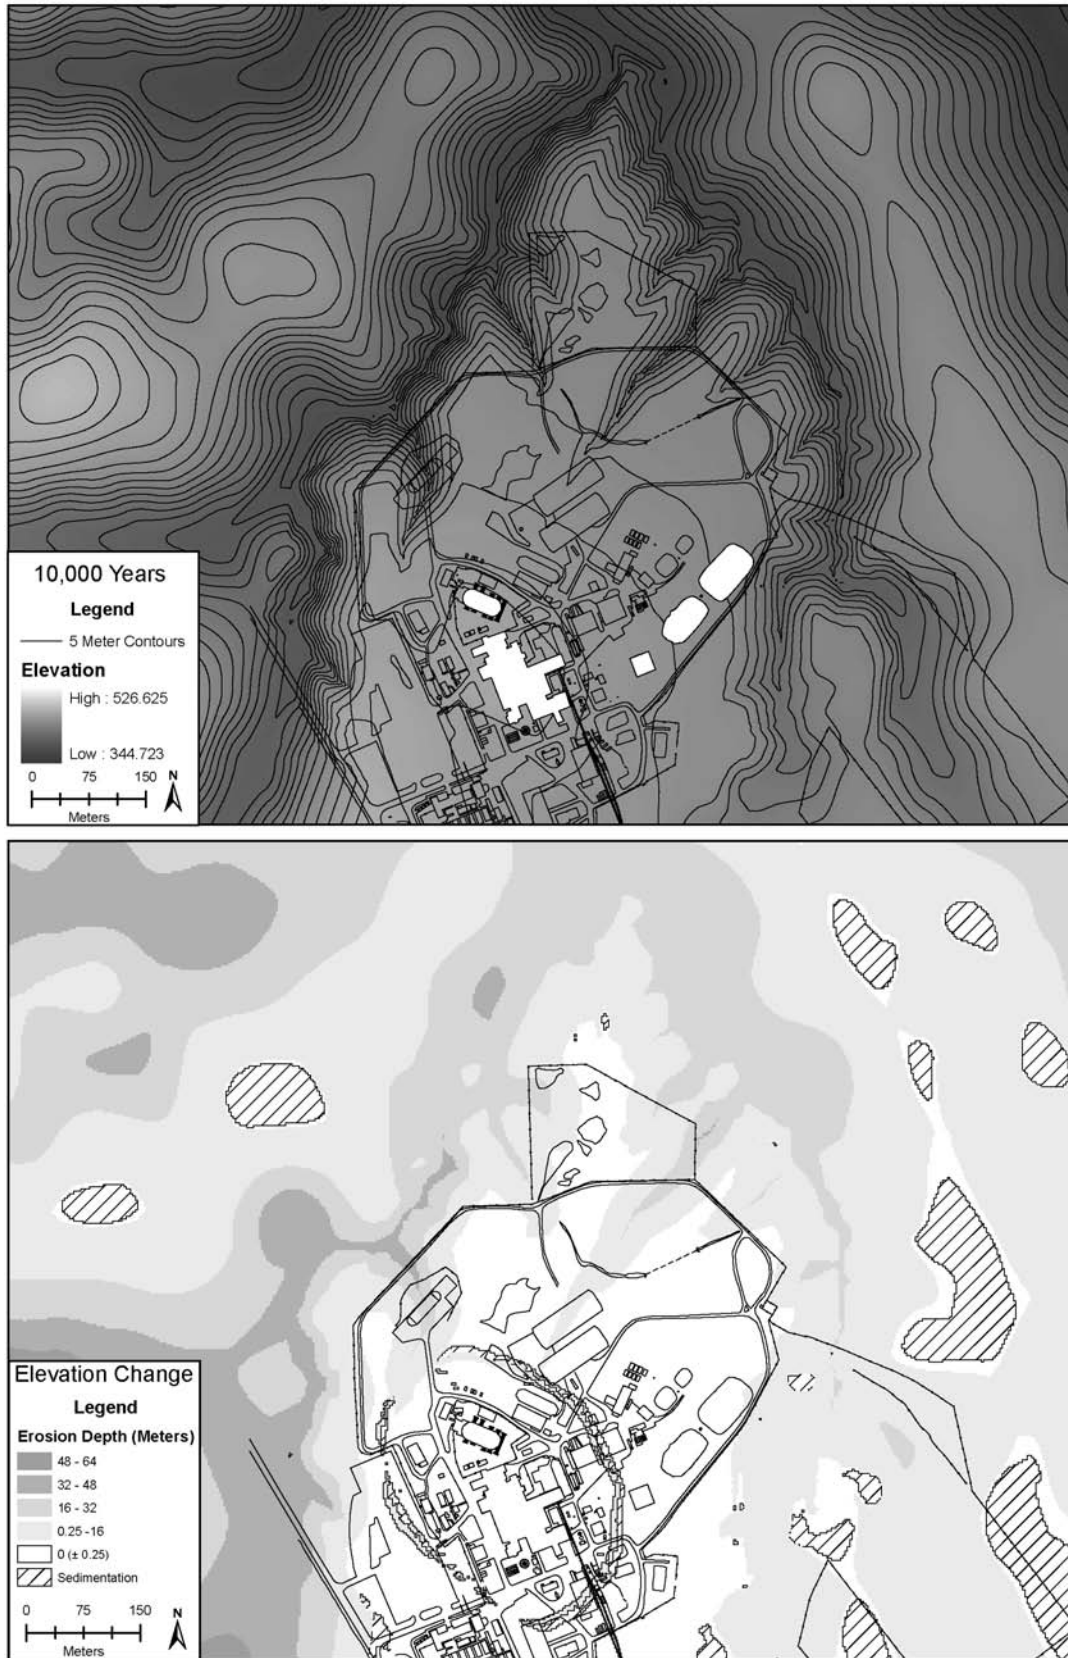 10,000 Years
Legend
5 Meter Contours
Elevation
High : 526.625
Low : 344.723
0 75 150 N
Meters
Elevation Change
Legend
Erosion Depth (Meters)
48 - 64
32 - 48
16 - 32
0.25 - 16
0 (± 0.25)
Sedimentation
0 75 150 N
Meters